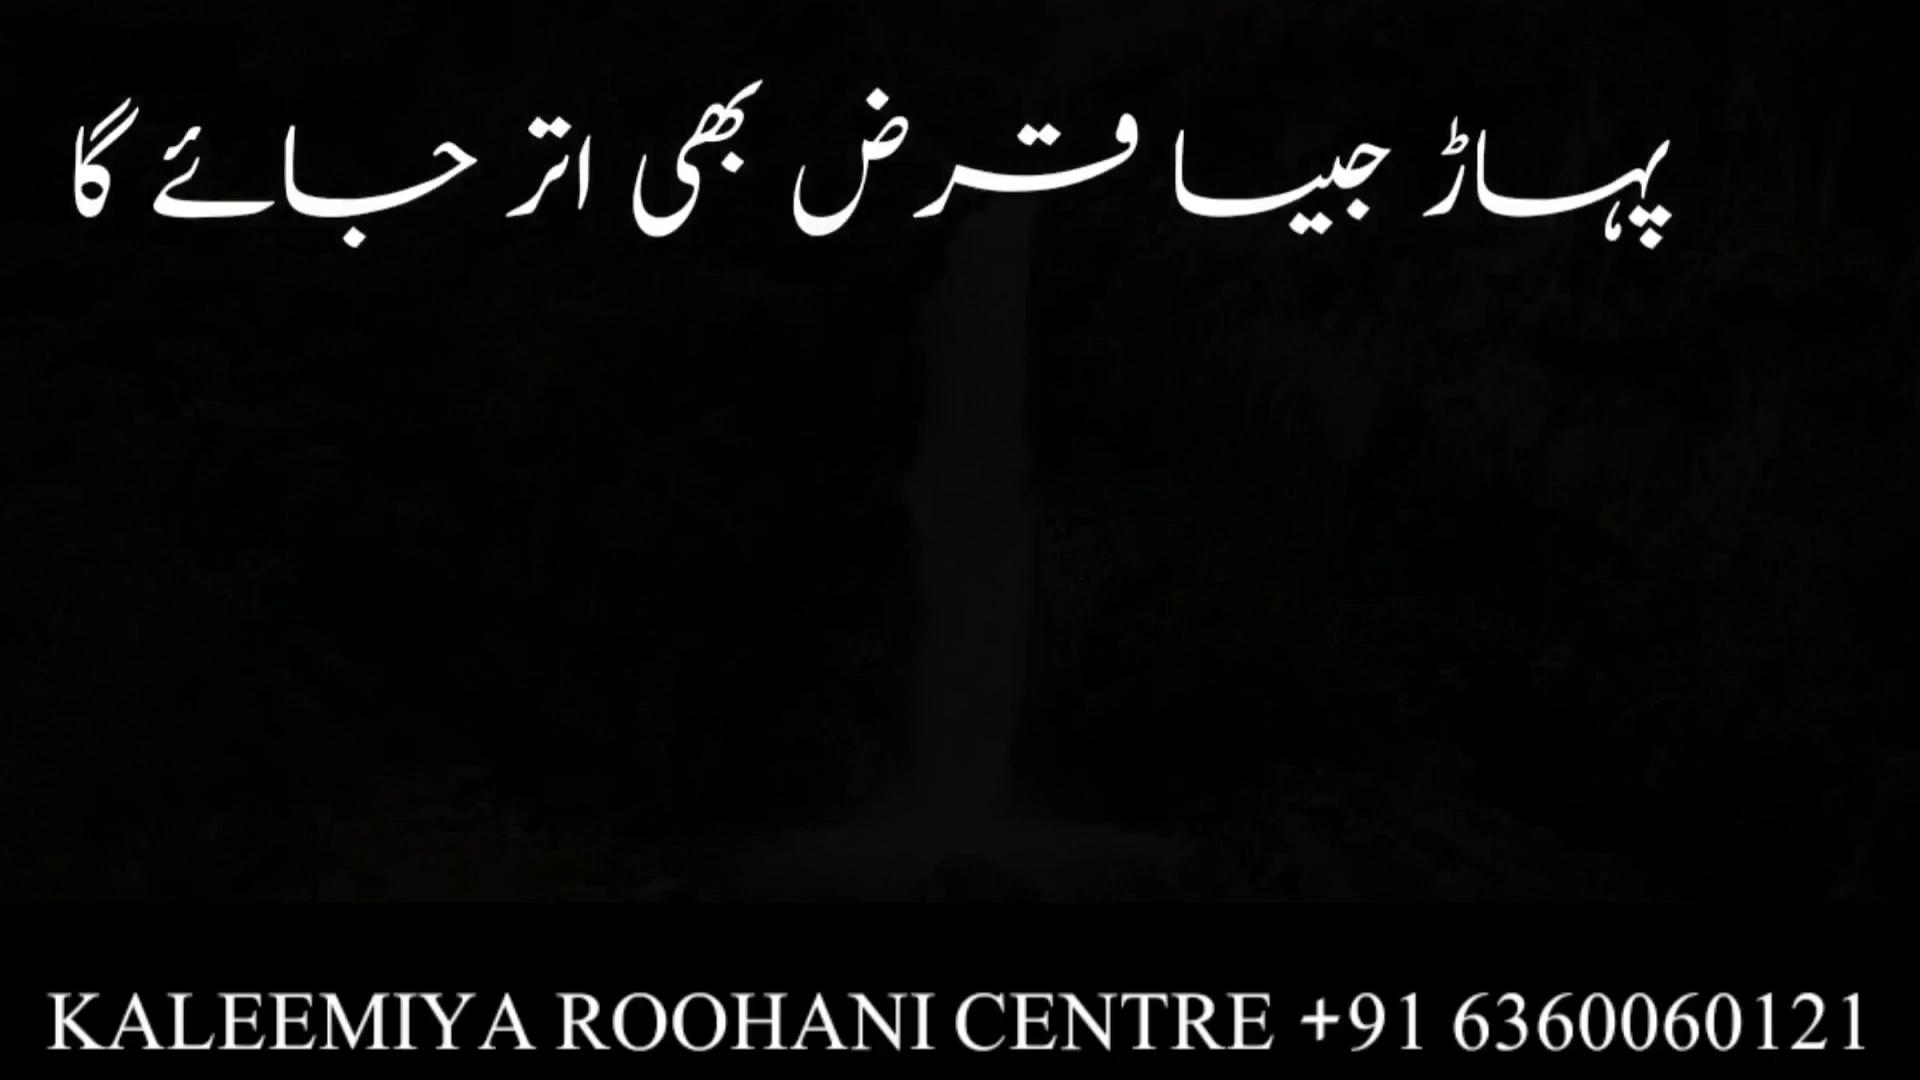 پہاڑ جیسا قرض بھی اتر جائے گا
KALEEMIYA ROOHANI CENTRE +91 6360060121